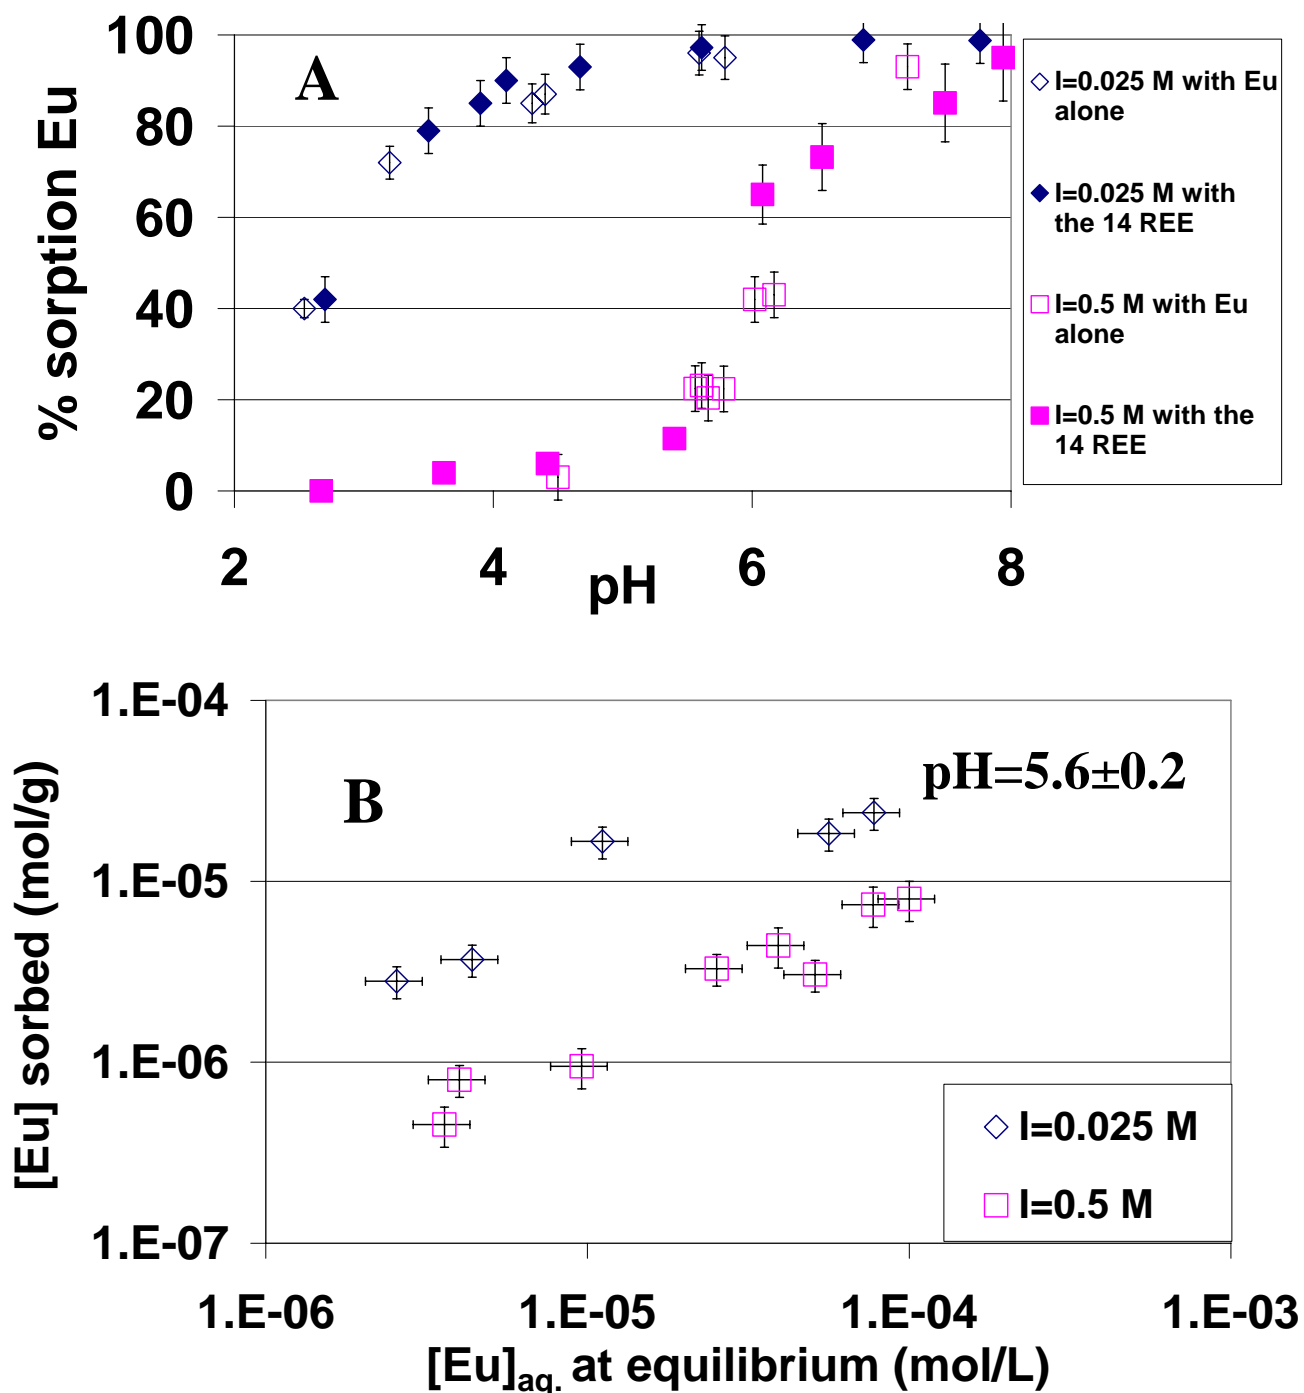 100
80
60
40
20
0
% sorption Eu
A
2
4
6
8
pH
I=0.025 M with Eu
alone
I=0.025 M with
the 14 REE
I=0.5 M with Eu
alone
I=0.5 M with the
14 REE
1.E-04
1.E-05
1.E-06
1.E-07
[Eu] sorbed (mol/g)
B
pH=5.6±0.2
I=0.025 M
I=0.5 M
1.E-06
1.E-05
1.E-04
1.E-03
[Eu]aq. at equilibrium (mol/L)